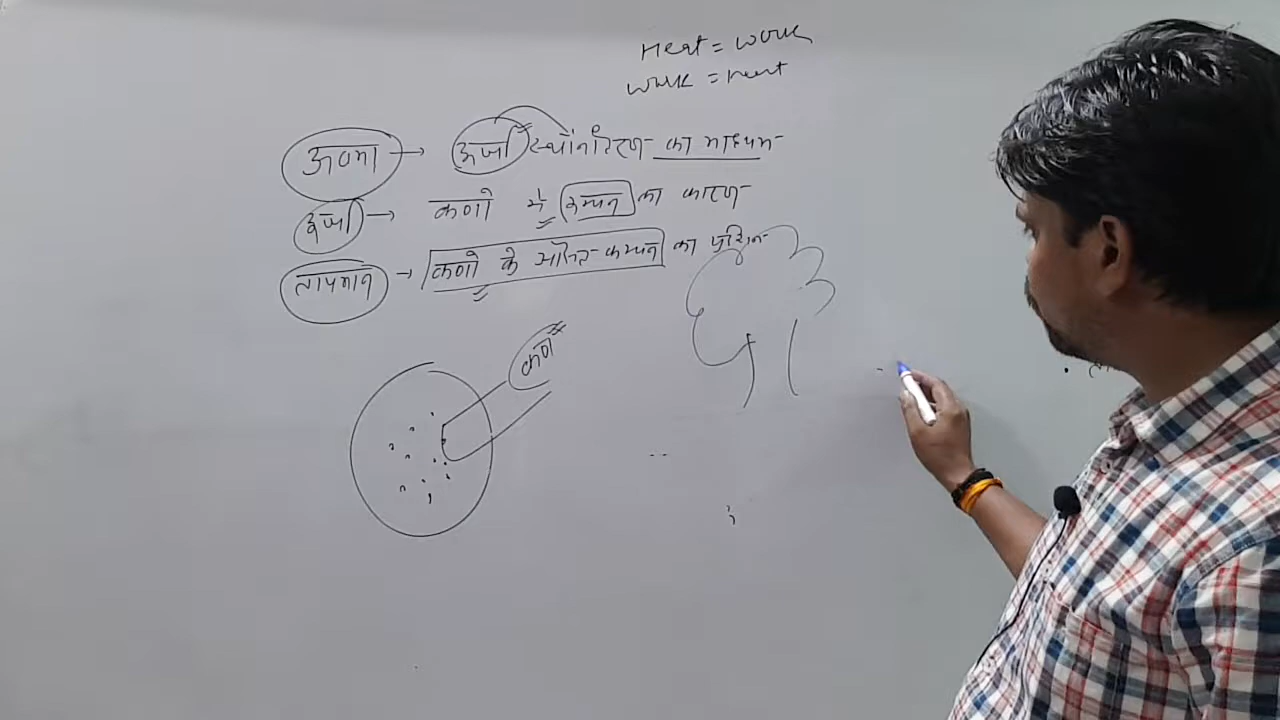 Heat = work
work = heat
ऊष्मा → ऊर्जा स्थानांतरण का माध्यम
ऊर्जा → कणो मे कम्पन का कारण
तापमान → कणो के औसत कम्पन का
कण